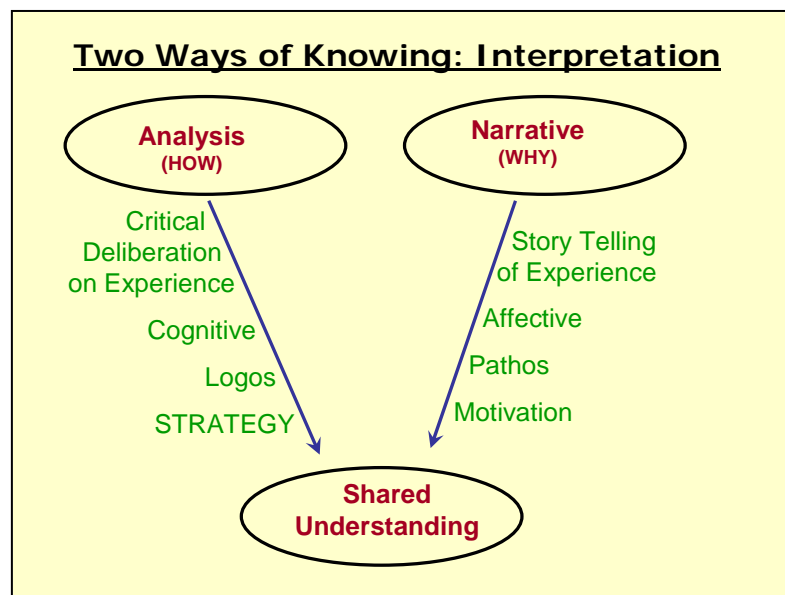 Two Ways of Knowing: Interpretation
Analysis
(HOW)
Narrative
(WHY)
Critical
Deliberation
on Experience
Cognitive
Logos
STRATEGY
Story Telling
of Experience
Affective
Pathos
Motivation
Shared
Understanding